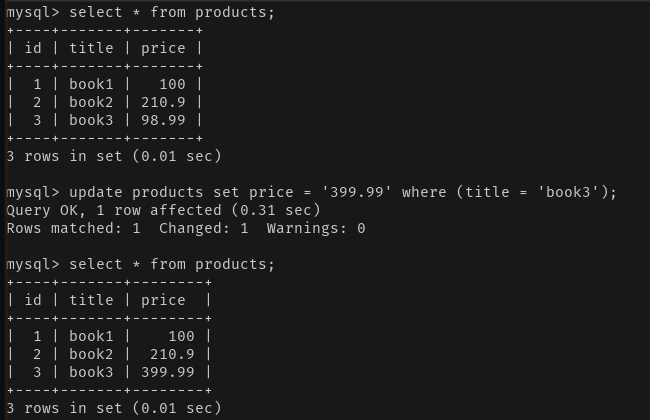 mysql> select * from products;
+----+-------+-------+
| id | title | price |
+----+-------+-------+
|  1 | book1 |   100 |
|  2 | book2 | 210.9 |
|  3 | book3 | 98.99 |
+----+-------+-------+
3 rows in set (0.01 sec)

mysql> update products set price = '399.99' where (title = 'book3');
Query OK, 1 row affected (0.31 sec)
Rows matched: 1  Changed: 1  Warnings: 0

mysql> select * from products;
+----+-------+--------+
| id | title | price  |
+----+-------+--------+
|  1 | book1 |    100 |
|  2 | book2 |  210.9 |
|  3 | book3 | 399.99 |
+----+-------+--------+
3 rows in set (0.01 sec)